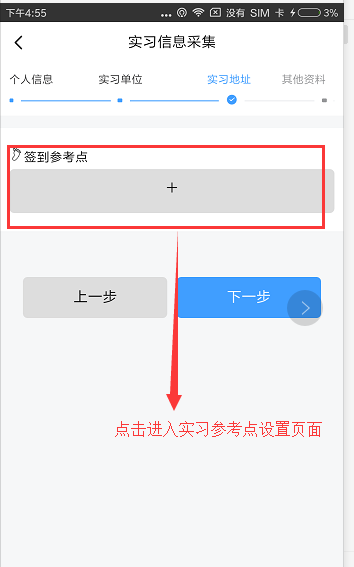 下午4:55 ... 没有 SIM 卡 3%
实习信息采集
个人信息 实习单位 实习地址 其他资料
签到参考点
+
上一步 下一步
点击进入实习参考点设置页面